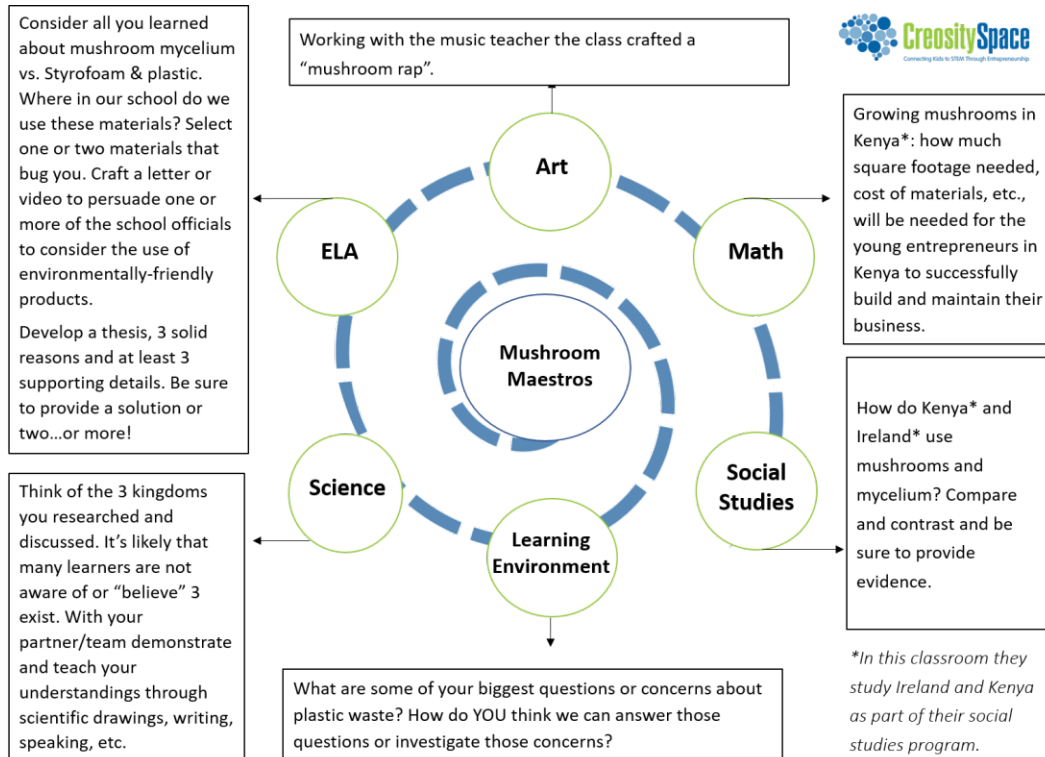 Consider all you learned
about mushroom mycelium
vs. Styrofoam & plastic.
Where in our school do we
use these materials? Select
one or two materials that
bug you. Craft a letter or
video to persuade one or
more of the school officials
to consider the use of
environmentally-friendly
products.
Develop a thesis, 3 solid
reasons and at least 3
supporting details. Be sure
to provide a solution or
two...or more!
Working with the music teacher the class crafted a
“mushroom rap”.
CreositySpace
Connecting Kids to STEM Through Entrepreneurship
Growing mushrooms in
Kenya*: how much
square footage needed,
cost of materials, etc.,
will be needed for the
young entrepreneurs in
Kenya to successfully
build and maintain their
business.
Art
ELA
Math
Mushroom
Maestros
Science
Social
Studies
Learning
Environment
How do Kenya* and
Ireland* use
mushrooms and
mycelium? Compare
and contrast and be
sure to provide
evidence.
Think of the 3 kingdoms
you researched and
discussed. It’s likely that
many learners are not
aware of or “believe” 3
exist. With your
partner/team demonstrate
and teach your
understandings through
scientific drawings, writing,
speaking, etc.
What are some of your biggest questions or concerns about
plastic waste? How do YOU think we can answer those
questions or investigate those concerns?
*In this classroom they
study Ireland and Kenya
as part of their social
studies program.